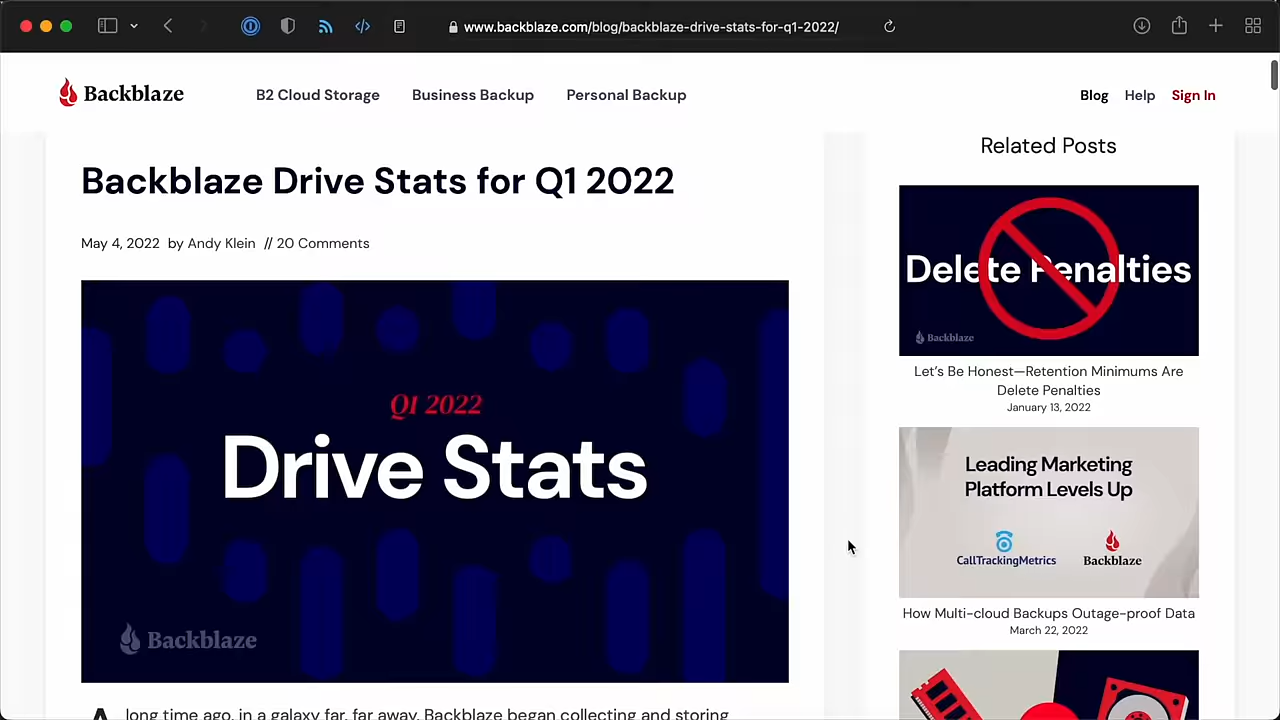 www.backblaze.com/blog/backblaze-drive-stats-for-q1-2022/
Backblaze
B2 Cloud Storage
Business Backup
Personal Backup
Blog
Help
Sign In
Backblaze Drive Stats for Q1 2022
May 4, 2022 by Andy Klein // 20 Comments
Q1 2022
Drive Stats
Backblaze
A long time ago, in a galaxy far, far away, Backblaze began collecting and storing
Related Posts
Delete Penalties
Backblaze
Let's Be Honest—Retention Minimums Are
Delete Penalties
January 13, 2022
Leading Marketing
Platform Levels Up
CallTrackingMetrics
Backblaze
How Multi-cloud Backups Outage-proof Data
March 22, 2022